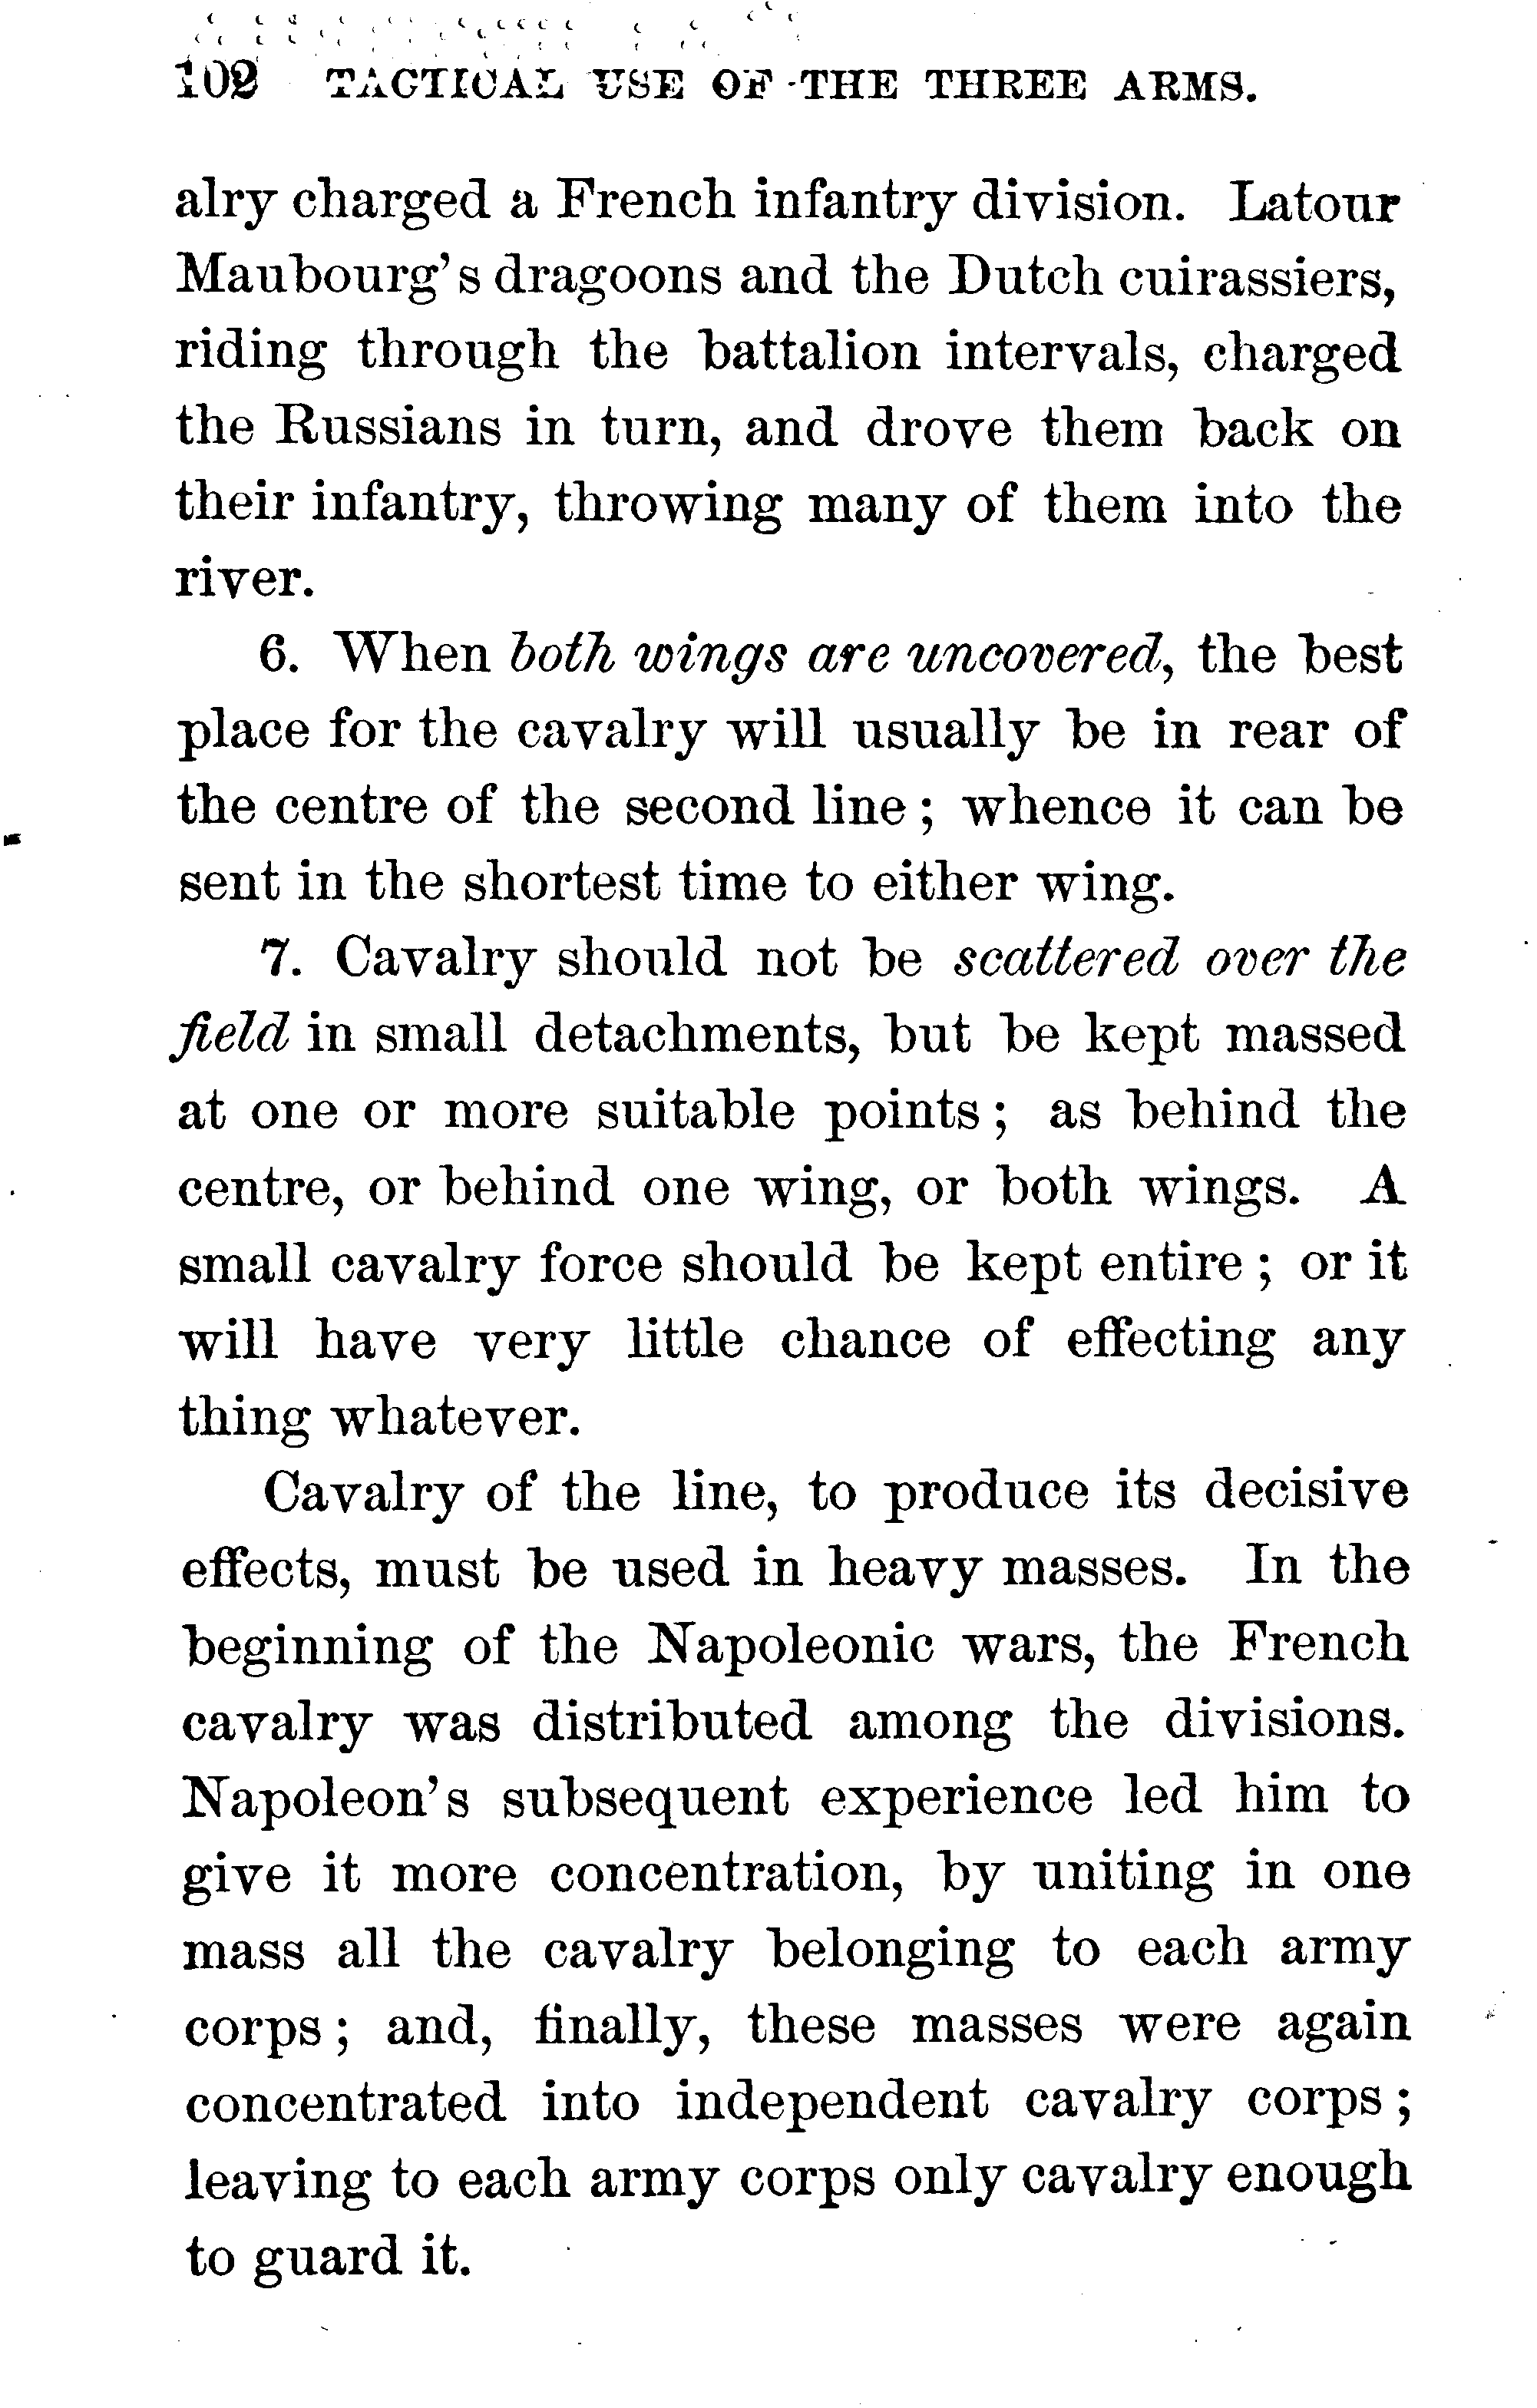 102 TACTICAL USE OF THE THREE ARMS.
alry charged a French infantry division. Latour
Maubourg's dragoons and the Dutch cuirassiers,
riding through the battalion intervals, charged
the Russians in turn, and drove them back on
their infantry, throwing many of them into the
river.
6. When both wings are uncovered, the best
place for the cavalry will usually be in rear of
the centre of the second line; whence it can be
sent in the shortest time to either wing.
7. Cavalry should not be scattered over the
field in small detachments, but be kept massed
at one or more suitable points; as behind the
centre, or behind one wing, or both wings. A
small cavalry force should be kept entire; or it
will have very little chance of effecting any
thing whatever.
Cavalry of the line, to produce its decisive
effects, must be used in heavy masses. In the
beginning of the Napoleonic wars, the French
cavalry was distributed among the divisions.
Napoleon's subsequent experience led him to
give it more concentration, by uniting in one
mass all the cavalry belonging to each army
corps; and, finally, these masses were again
concentrated into independent cavalry corps;
leaving to each army corps only cavalry enough
to guard it.